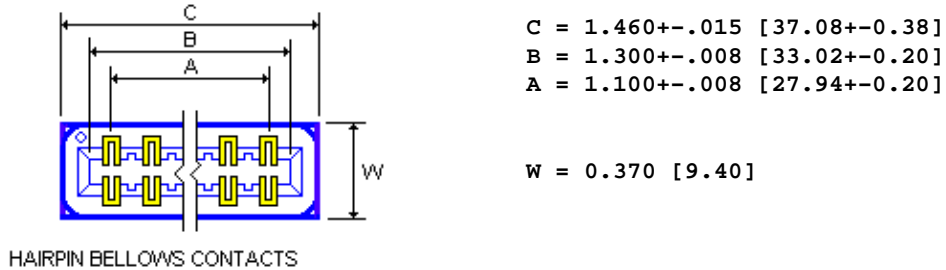 C
B
A
W
HAIRPIN BELLOWS CONTACTS
C = 1.460+-.015 [37.08+-0.38]
B = 1.300+-.008 [33.02+-0.20]
A = 1.100+-.008 [27.94+-0.20]
W = 0.370 [9.40]